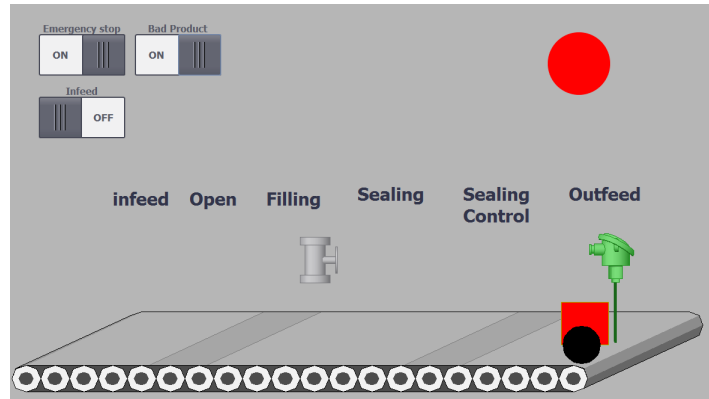 Emergency stop
Bad Product
ON
ON
Infeed
OFF
infeed
Open
Filling
Sealing
Sealing
Control
Outfeed